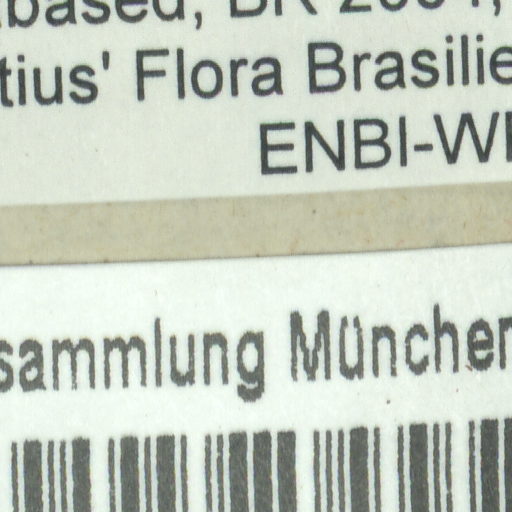 tius' Flora Brasilie
ENBI-W
sammlung München